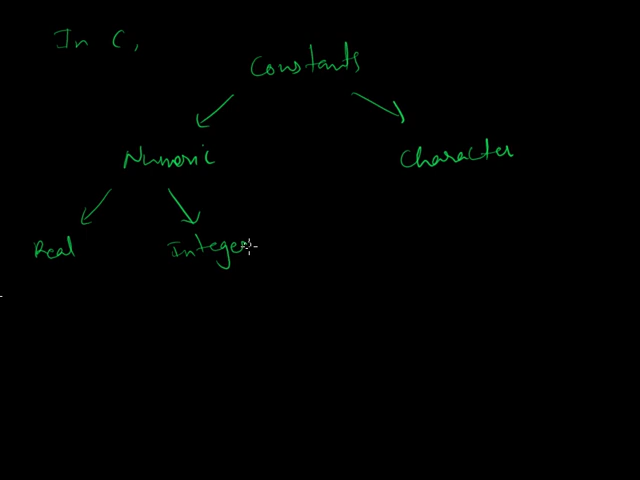 In C,
Constants
Numeric Character
Real Integer